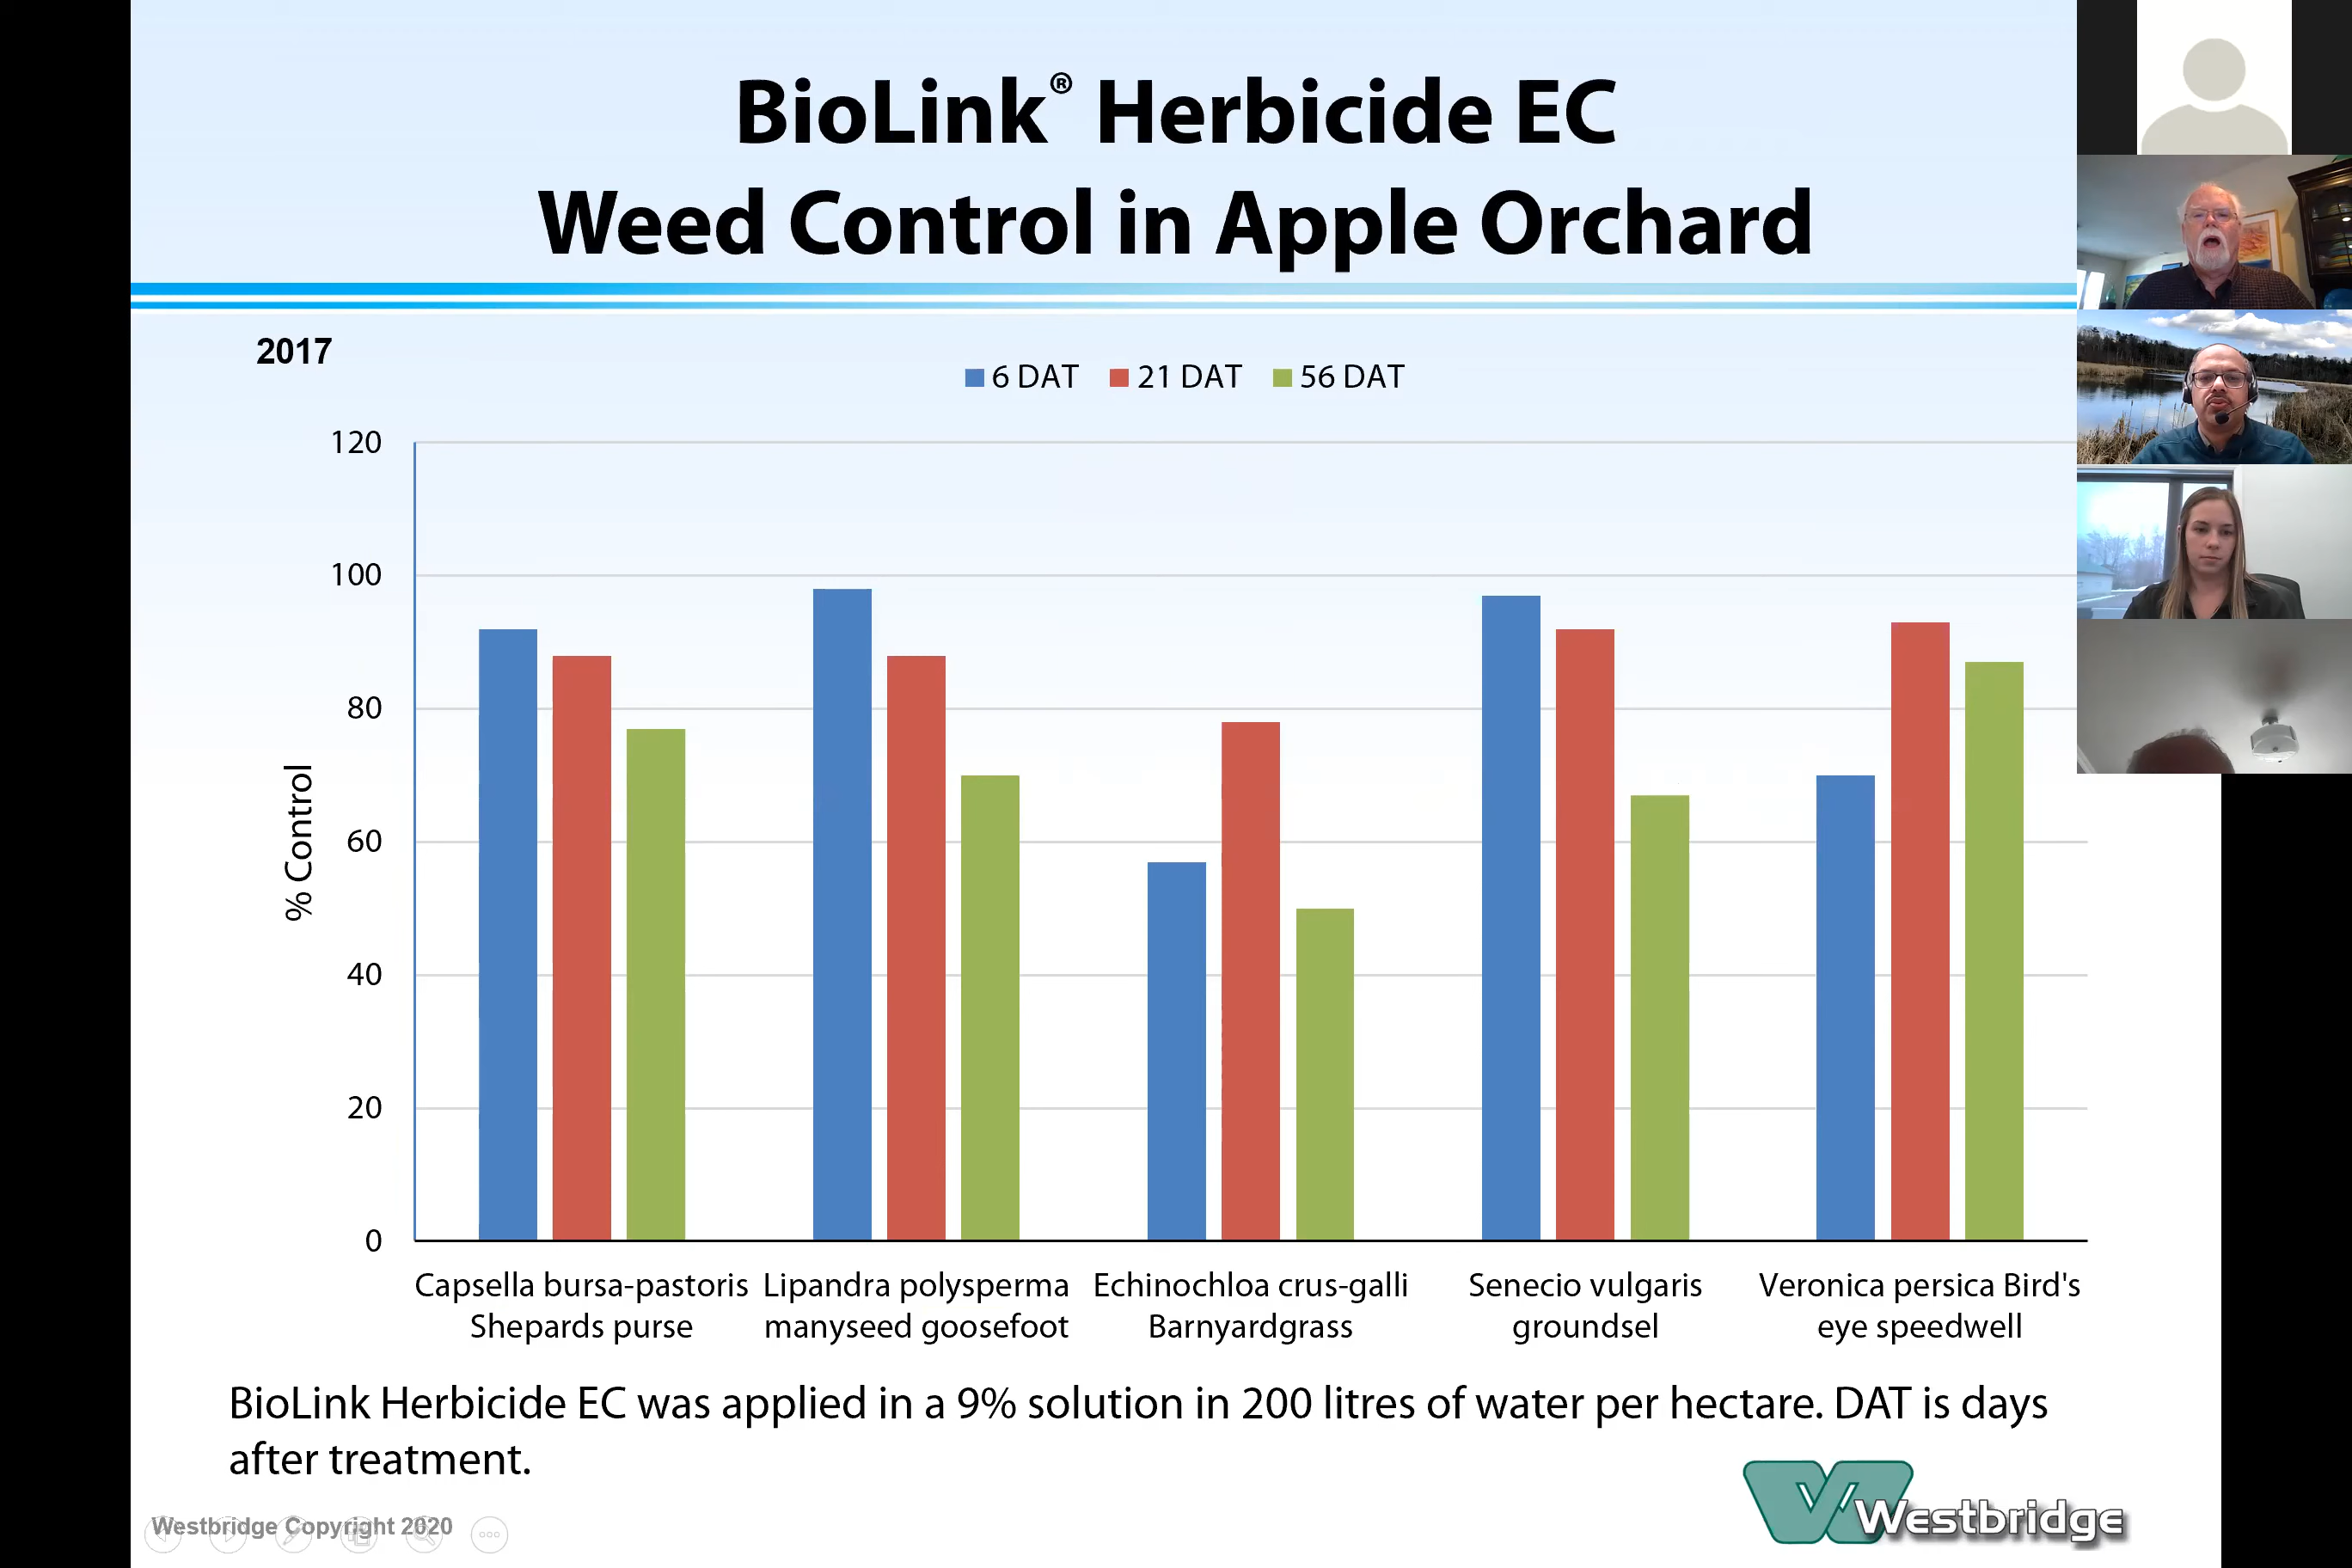 BioLink® Herbicide EC
Weed Control in Apple Orchard
2017
6 DAT 21 DAT 56 DAT
120
100
80
60
40
20
0
% Control
Capsella bursa-pastoris
Shepards purse
Lipandra polysperma
manyseed goosefoot
Echinochloa crus-galli
Barnyardgrass
Senecio vulgaris
groundsel
Veronica persica Bird's
eye speedwell
BioLink Herbicide EC was applied in a 9% solution in 200 litres of water per hectare. DAT is days
after treatment.
Westbridge Copyright 2020
Westbridge